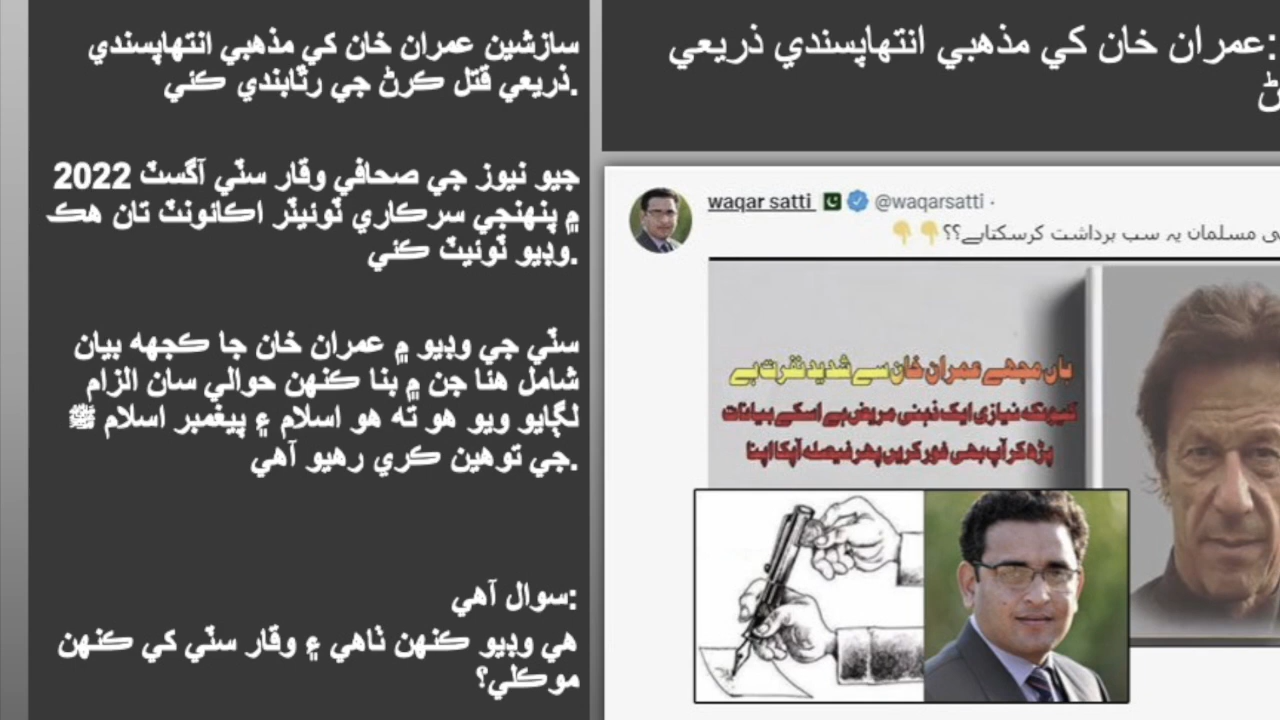 سازشين عمران خان کي مذهبي انتهاپسندي
ذريعي قتل ڪرڻ جي رٿابندي ڪئي.
جيو نيوز جي صحافي وقار سٽي آگسٽ 2022
۾ پنهنجي سرڪاري ٽوئيٽر اڪائونٽ تان هڪ
وڊيو ٽوئيٽ ڪئي.
سٽي جي وڊيو ۾ عمران خان جا ڪجهه بيان
شامل هئا جن ۾ بنا ڪنهن حوالي سان الزام
لڳايو ويو هو ته هو اسلام ۽ پيغمبر اسلام ﷺ
جي توهين ڪري رهيو آهي.
سوال آهي:
هي وڊيو ڪنهن ٺاهي ۽ وقار سٽي کي ڪنهن
موڪلي؟
عمران خان کي مذهبي انتهاپسندي ذريعي:
waqar satti @waqarsatti ·
مسلمان یہ سب برداشت کرسکتاہے؟؟
ہاں مجھے عمران خان سے شدید نفرت ہے
کیونکہ نیازی ایک ذہنی مریض ہے اسکے بیانات
پڑھ کر آپ بھی غور کریں پھر فیصلہ آپکا اپنا